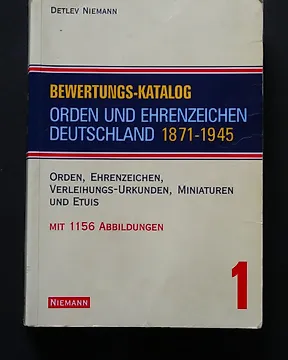 DETLEV NIEMANN
BEWERTUNGS-KATALOG
ORDEN UND EHRENZEICHEN
DEUTSCHLAND 1871-1945
ORDEN, EHRENZEICHEN,
VERLEIHUNGS-URKUNDEN, MINIATUREN
UND ETUIS
MIT 1156 ABBILDUNGEN
1
NIEMANN